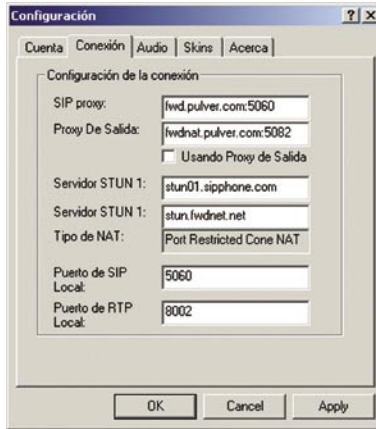 Configuración
Cuenta Conexión Audio Skins Acerca
Configuración de la conexión
SIP proxy: fwd.pulver.com:5060
Proxy De Salida: fwdnat.pulver.com:5082
Usando Proxy de Salida
Servidor STUN 1: stun01.sipphone.com
Servidor STUN 1: stun.fwdnet.net
Tipo de NAT: Port Restricted Cone NAT
Puerto de SIP
Local: 5060
Puerto de RTP
Local: 8002
OK Cancel Apply